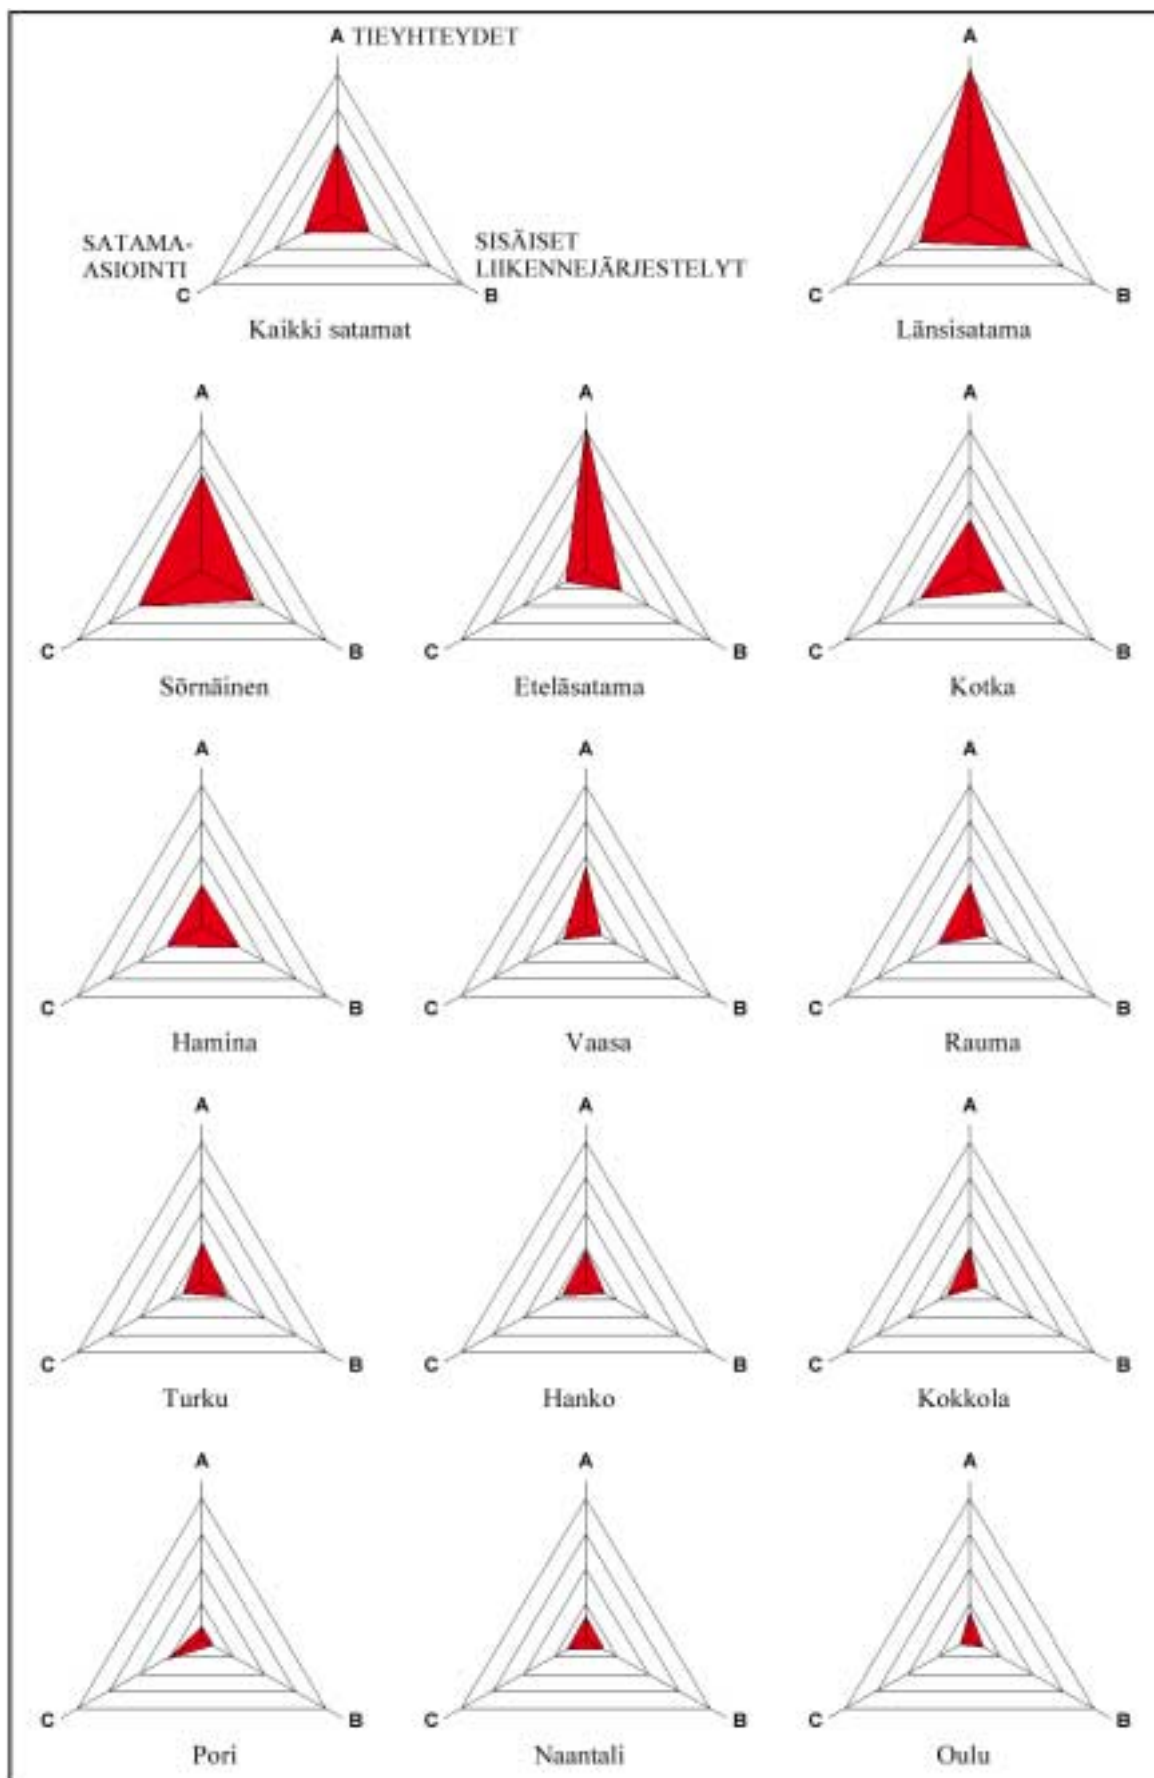 A TIEYHTEYDET
SATAMA-
ASIOINTI
C
SISÄISET
LIIKENNEJÄRJESTELYT
B
Kaikki satamat
A
C
B
Länsisatama
A
C
B
Sörnäinen
A
C
B
Eteläsatama
A
C
B
Kotka
A
C
B
Hamina
A
C
B
Vaasa
A
C
B
Rauma
A
C
B
Turku
A
C
B
Hanko
A
C
B
Kokkola
A
C
B
Pori
A
C
B
Naantali
A
C
B
Oulu